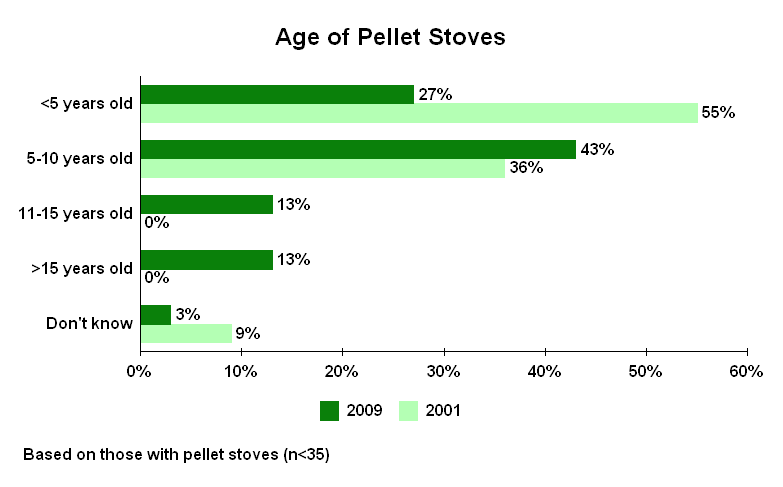 Age of Pellet Stoves
<5 years old
27%
55%
5-10 years old
43%
36%
11-15 years old
13%
0%
>15 years old
13%
0%
Don't know
3%
9%
0% 10% 20% 30% 40% 50% 60%
2009 2001
Based on those with pellet stoves (n<35)